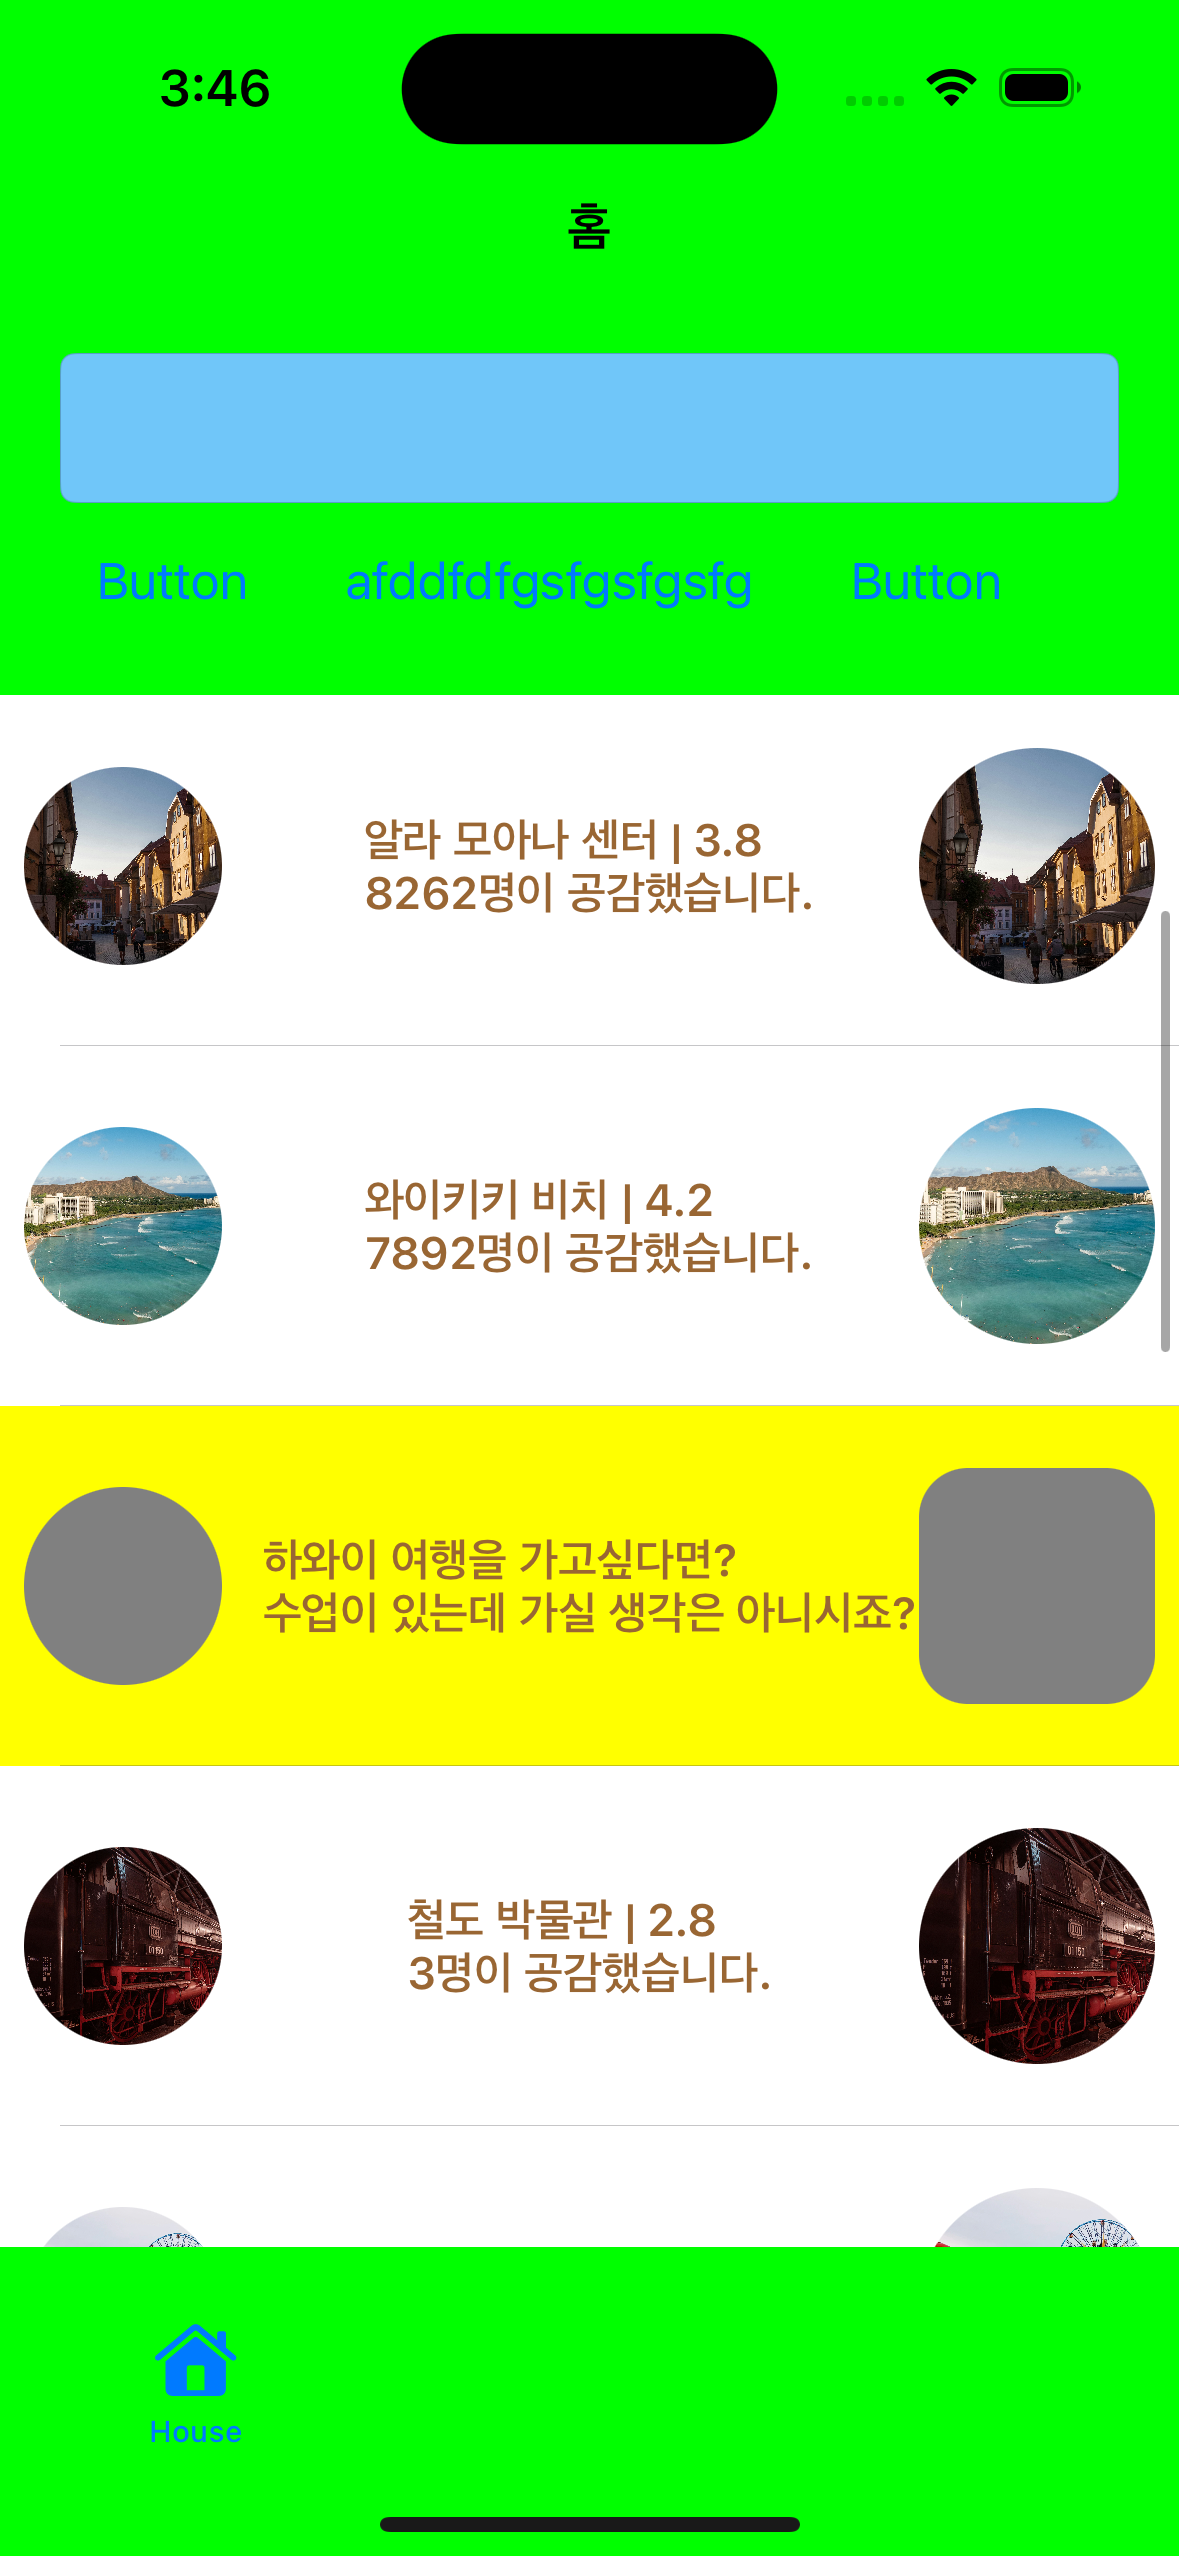 3:46
홈
Button
afddfdfgsfgsfgsfg
Button
알라 모아나 센터 | 3.8
8262명이 공감했습니다.
와이키키 비치 | 4.2
7892명이 공감했습니다.
하와이 여행을 가고싶다면?
수업이 있는데 가실 생각은 아니시죠?
철도 박물관 | 2.8
3명이 공감했습니다.
House